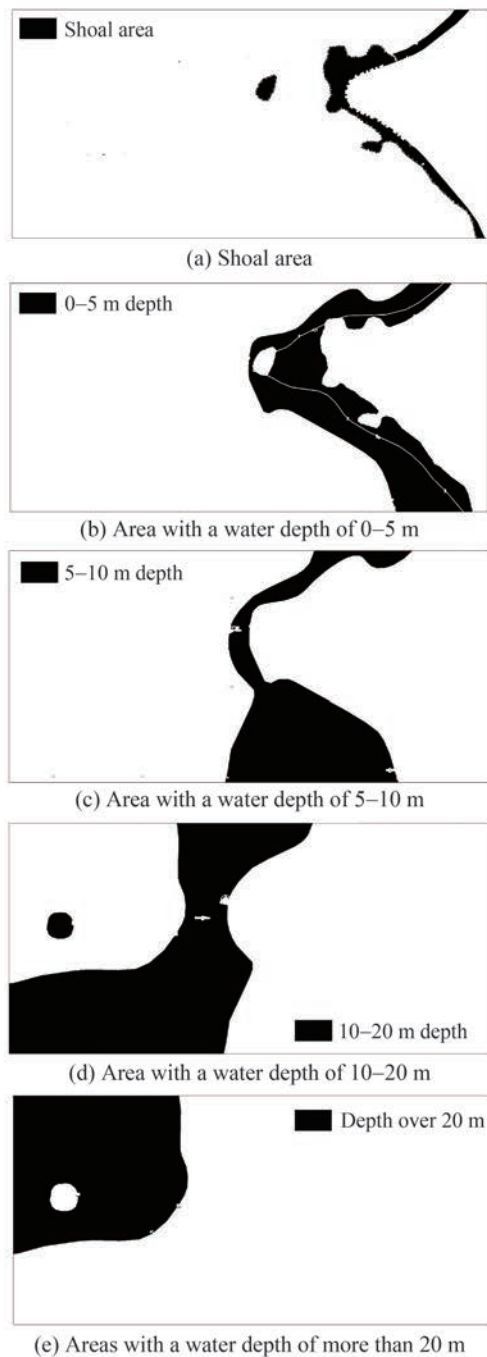 Shoal area
(a) Shoal area
0–5 m depth
(b) Area with a water depth of 0–5 m
5–10 m depth
(c) Area with a water depth of 5–10 m
10–20 m depth
(d) Area with a water depth of 10–20 m
Depth over 20 m
(e) Areas with a water depth of more than 20 m